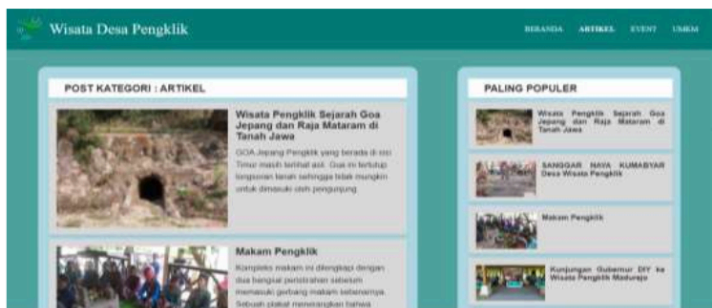 Wisata Desa Pengklik
BERANDA ARTIKEL EVENT UMKM
POST KATEGORI : ARTIKEL
Wisata Pengklik Sejarah Goa
Jepang dan Raja Mataram di
Tanah Jawa
GOA Jepang Pengklik yang berada di sisi
Timur masih terlihat asli. Goa ini tertutup
longsoran tanah sehingga tidak mungkin
untuk dimasuki oleh pengunjung.
Makam Pengklik
Kompleks makam ini dilengkapi dengan
dua bangsal peristirahan sebelum
memasuki gerbang makam sebenarnya.
Sebuah plakat menerangkan bahwa
PALING POPULER
Wisata Pengklik Sejarah Goa
Jepang dan Raja Mataram di
Tanah Jawa
SANGGAR NAYA KUMABYAR
Desa Wisata Pengklik
Makam Pengklik
Kunjungan Gubernur DIY ke
Wisata Pengklik Madurejo